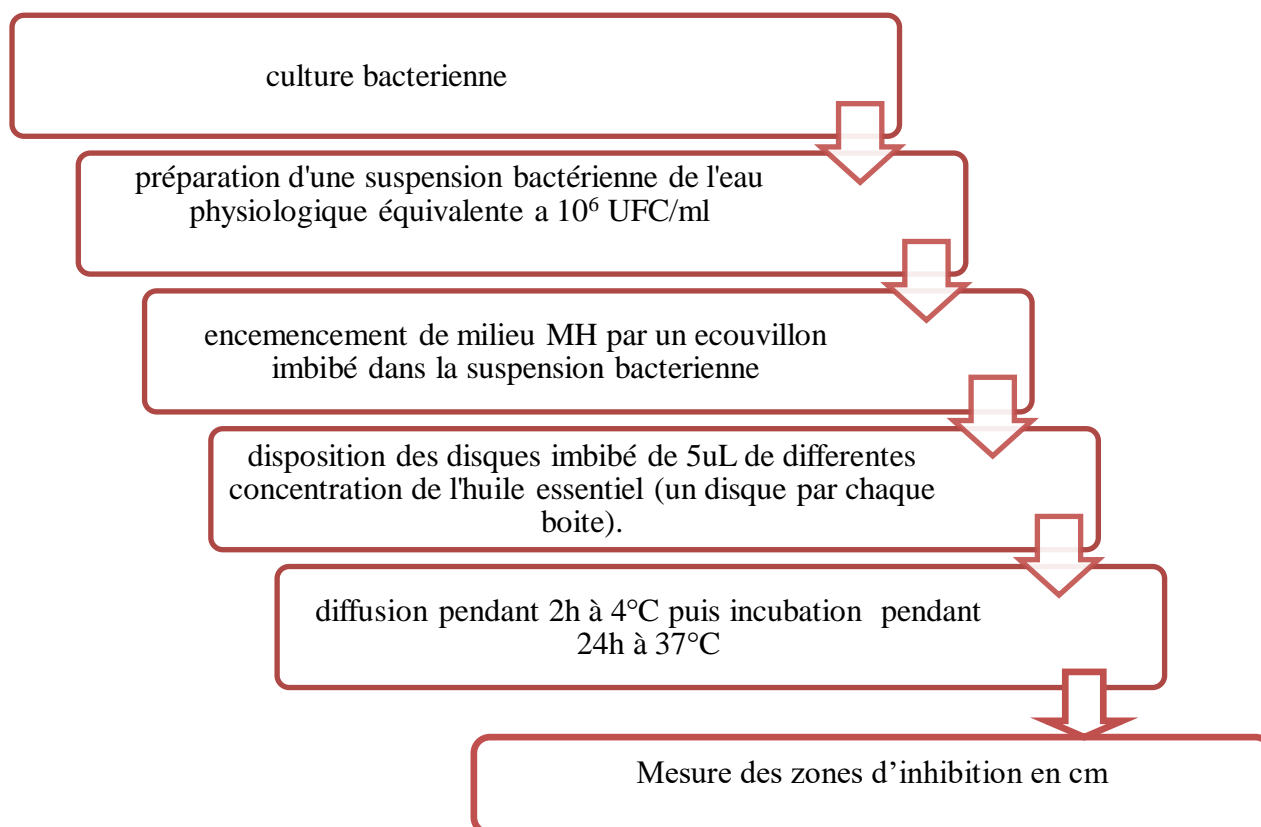 culture bacterienne
préparation d'une suspension bactérienne de l'eau
physiologique équivalente a 10⁶ UFC/ml
encemencement de milieu MH par un ecouvillon
imbibé dans la suspension bacterienne
disposition des disques imbibé de 5uL de differentes
concentration de l'huile essentiel (un disque par chaque
boite).
diffusion pendant 2h à 4°C puis incubation pendant
24h à 37°C
Mesure des zones d’inhibition en cm